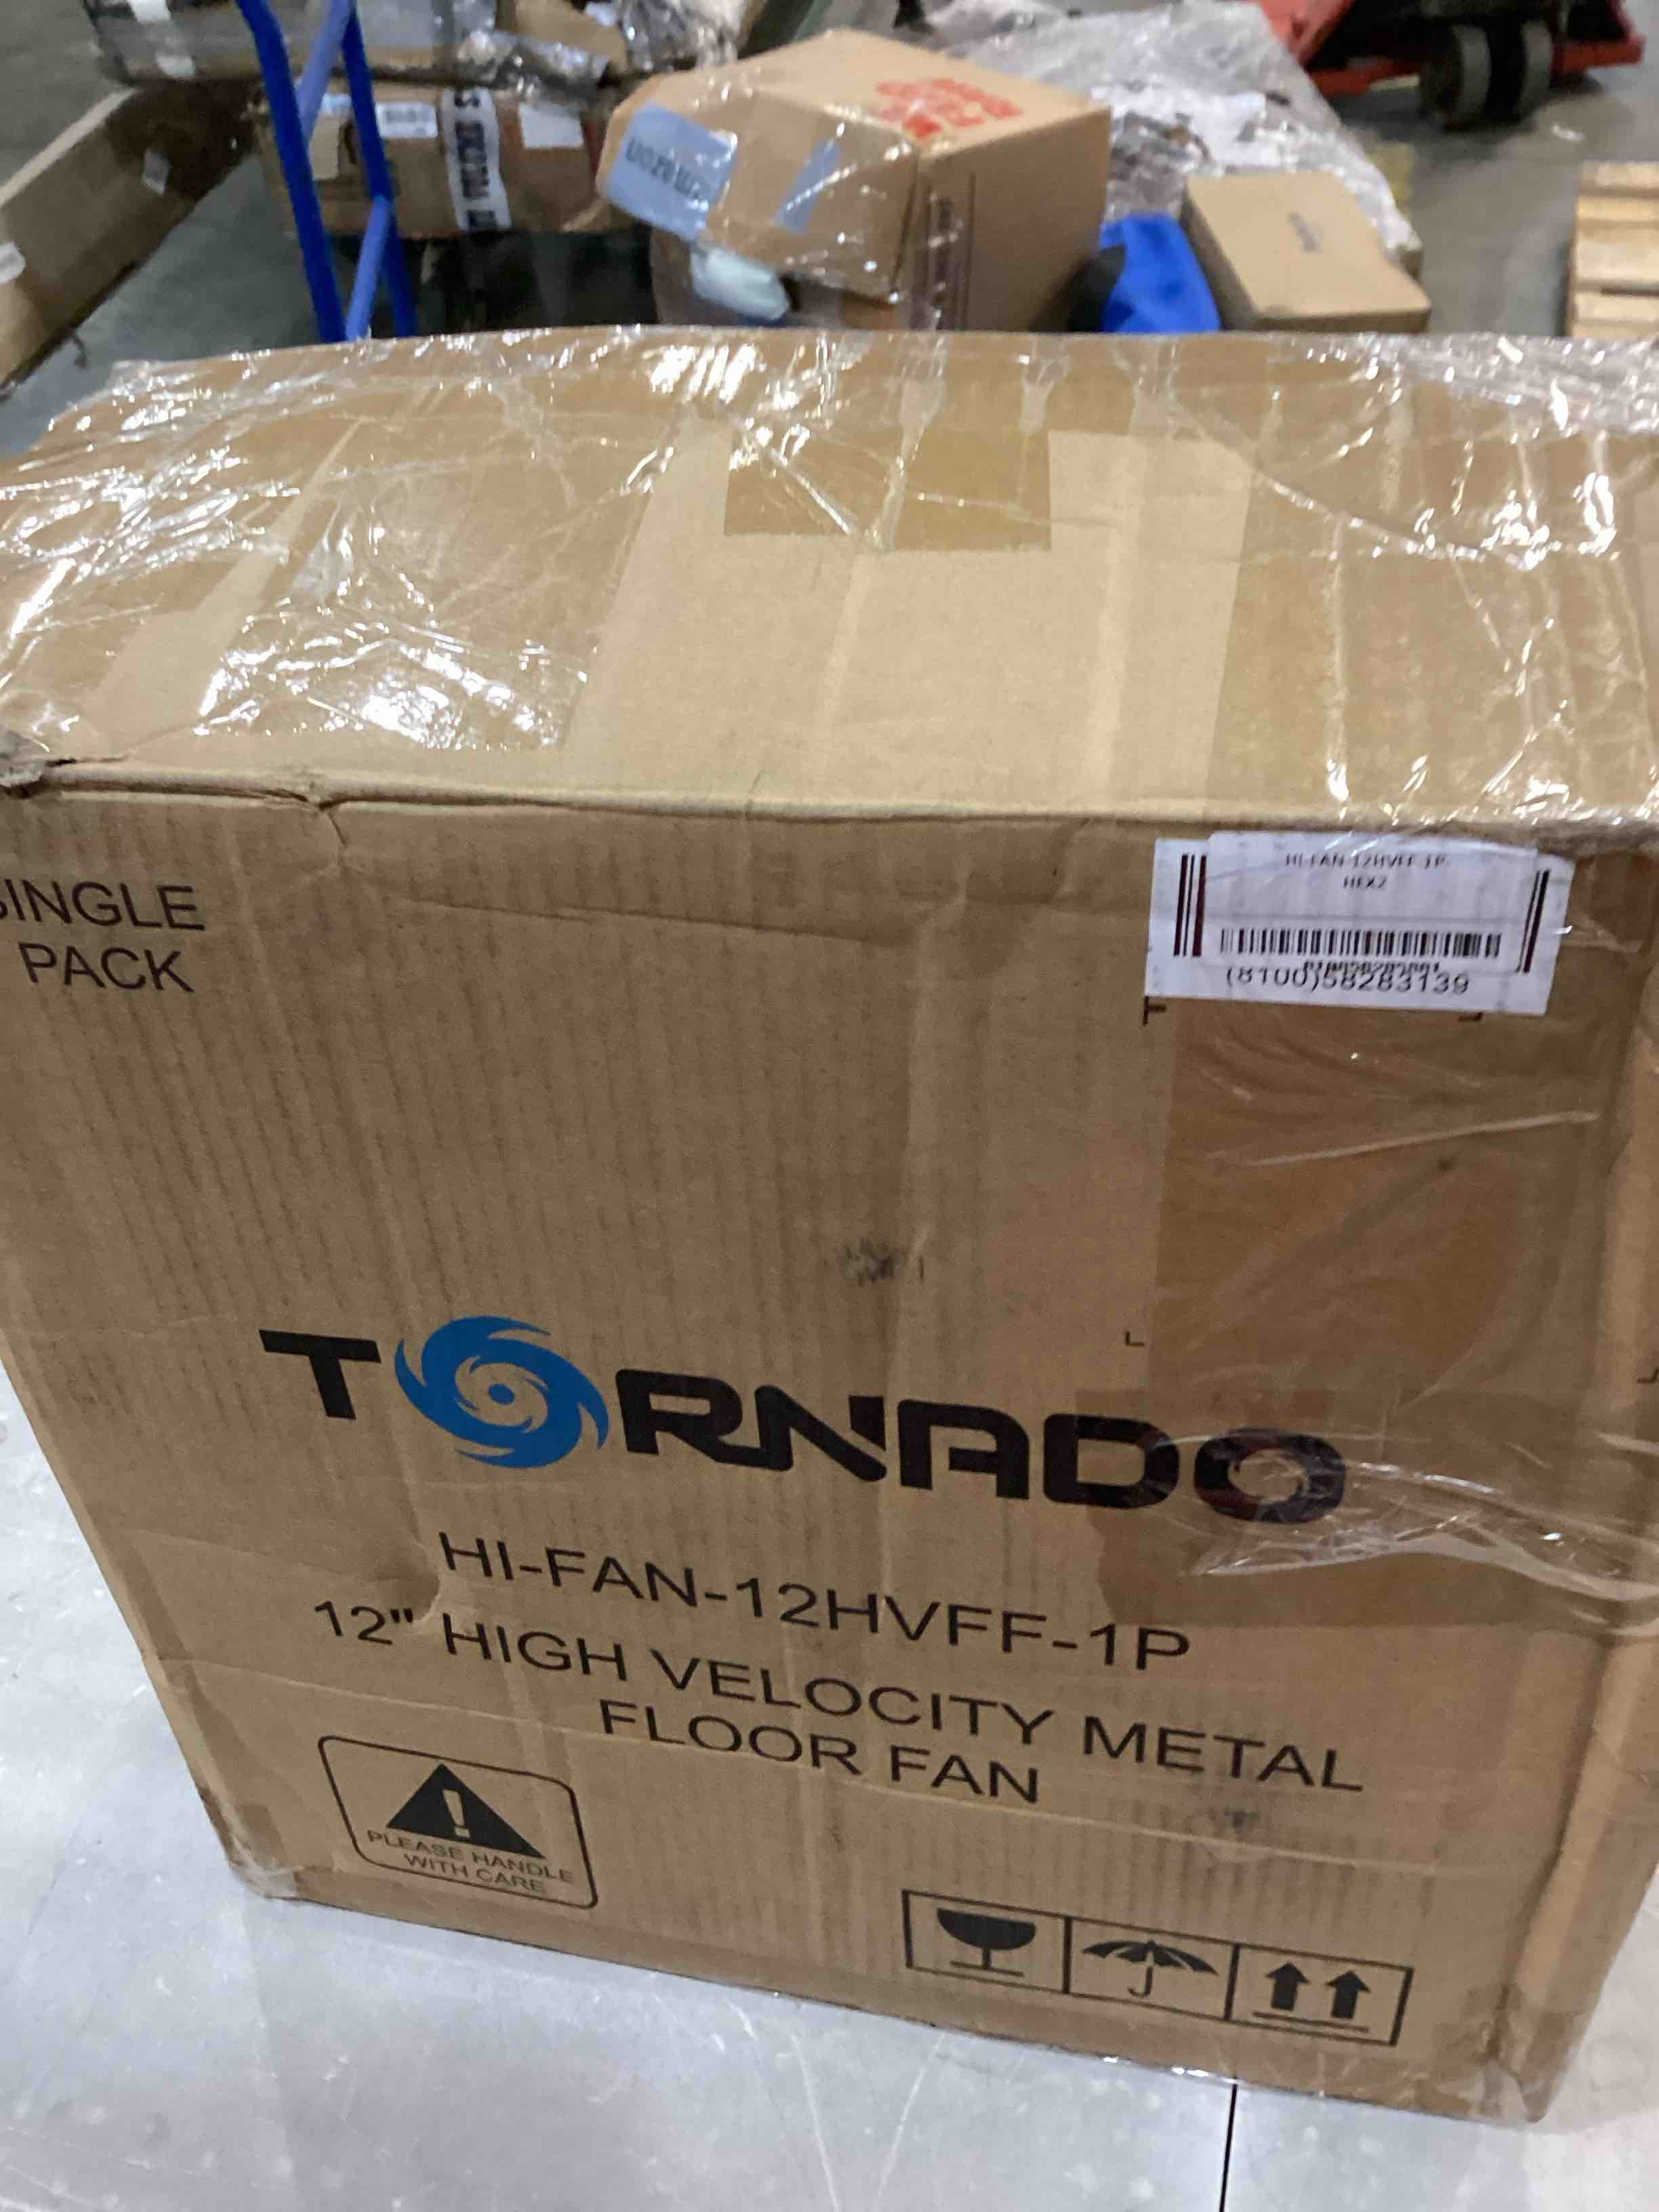 SINGLE
PACK
HI-FAN-12HVFF-1P
HEX2
(8100)58283139
TORNADO
HI-FAN-12HVFF-1P
12" HIGH VELOCITY METAL
FLOOR FAN
PLEASE HANDLE
WITH CARE